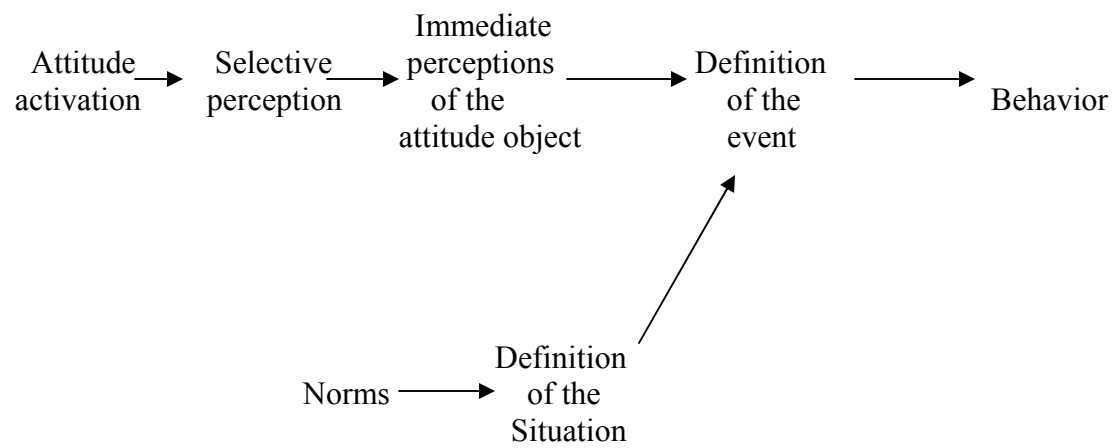 Attitude
activation
Selective
perception
Immediate
perceptions
of the
attitude object
Definition
of the
event
Behavior
Norms
Definition
of the
Situation